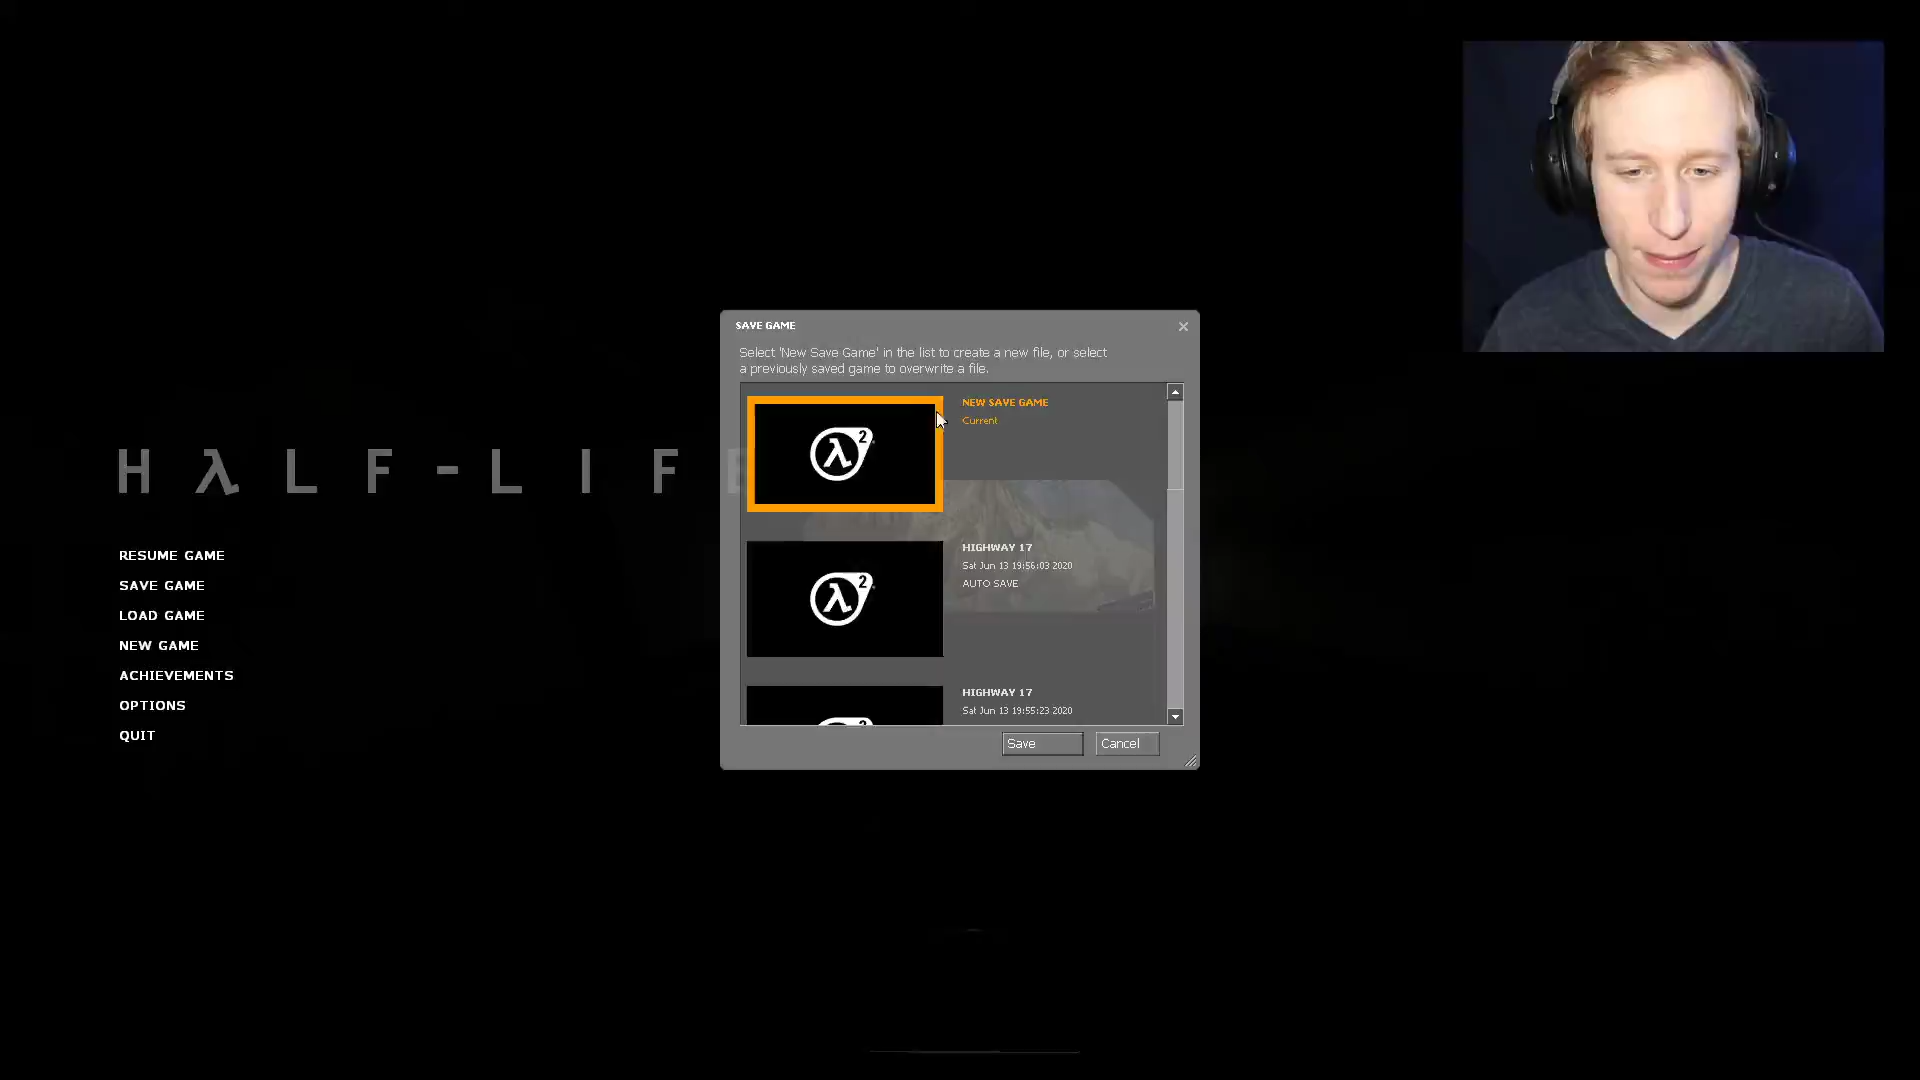 SAVE GAME
Select 'New Save Game' in the list to create a new file, or select
a previously saved game to overwrite a file.
NEW SAVE GAME
Current
HIGHWAY 17
Sat Jun 13 19:56:03 2020
AUTO SAVE
HIGHWAY 17
Sat Jun 13 19:55:23 2020
Save
Cancel
HλLF-LIFE
RESUME GAME
SAVE GAME
LOAD GAME
NEW GAME
ACHIEVEMENTS
OPTIONS
QUIT
λ2
λ2
2